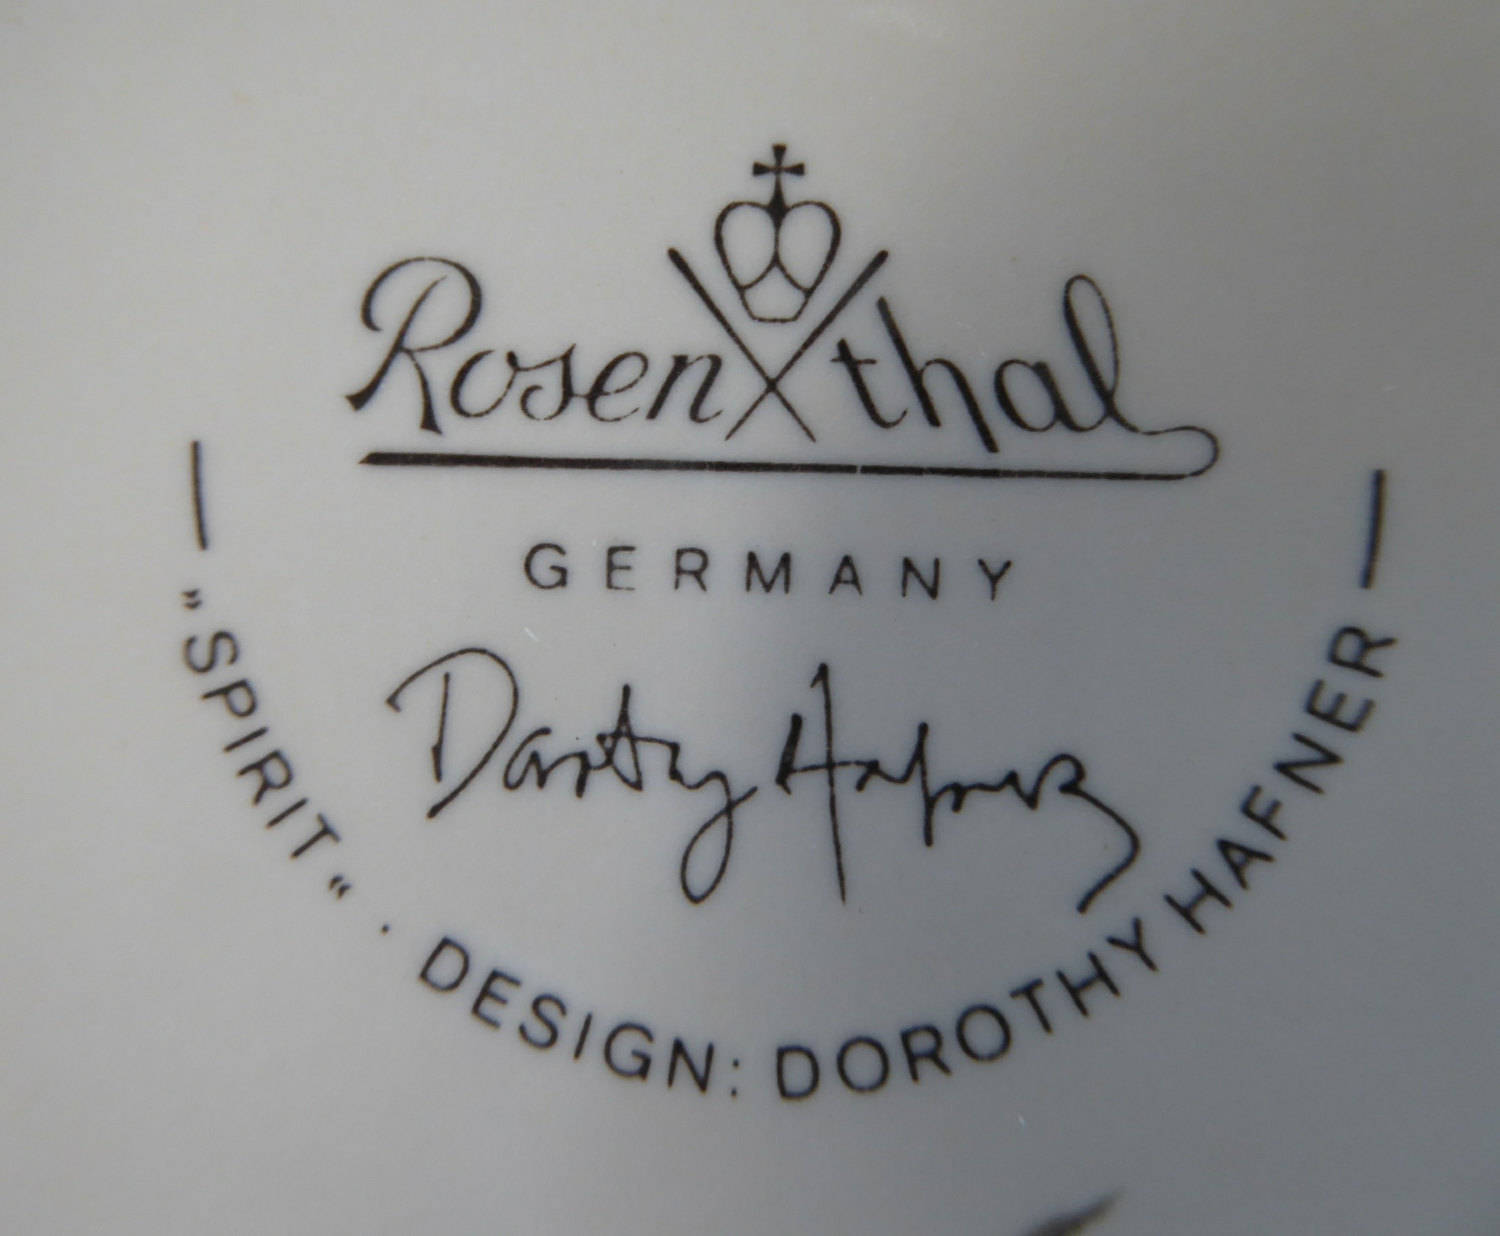 Rosenthal
GERMANY
Dorothy Hafner
„SPIRIT“ · DESIGN: DOROTHY HAFNER